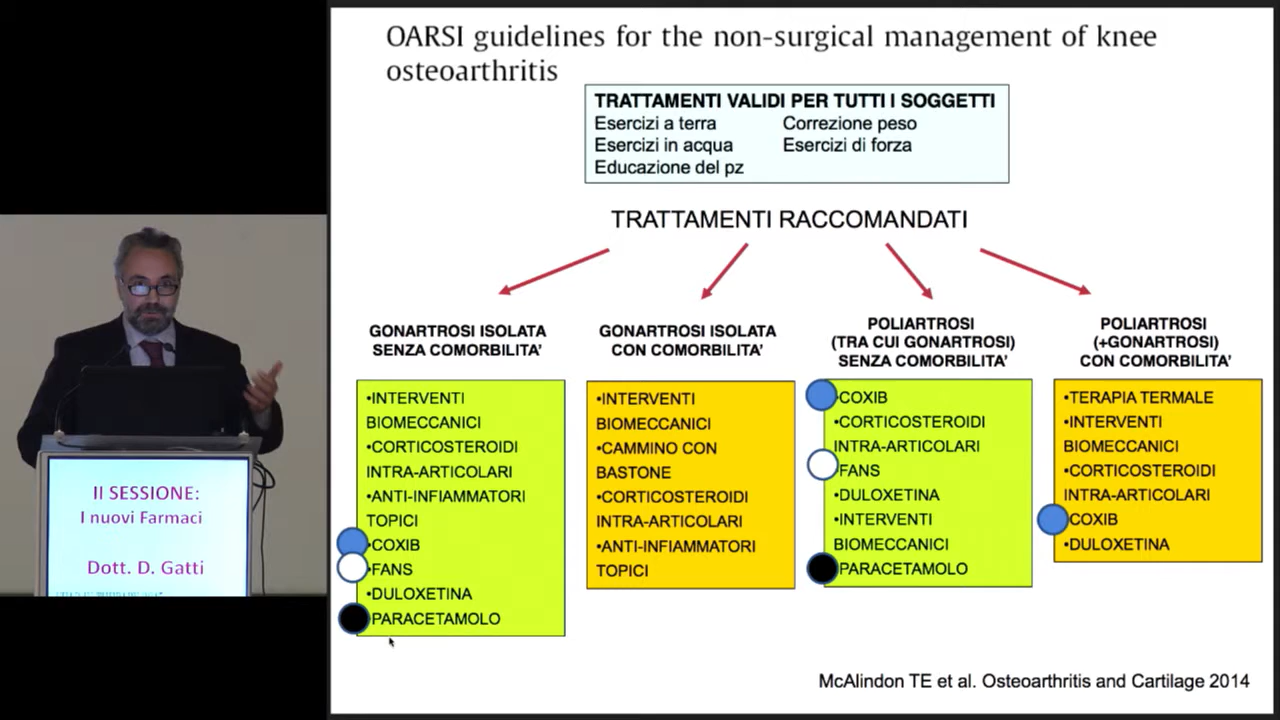 OARSI guidelines for the non-surgical management of knee
osteoarthritis
TRATTAMENTI VALIDI PER TUTTI I SOGGETTI
Esercizi a terra
Correzione peso
Esercizi in acqua
Esercizi di forza
Educazione del pz
TRATTAMENTI RACCOMANDATI
GONARTROSI ISOLATA
SENZA COMORBILITA'
•INTERVENTI
BIOMECCANICI
•CORTICOSTEROIDI
INTRA-ARTICOLARI
•ANTI-INFIAMMATORI
TOPICI
COXIB
•FANS
•DULOXETINA
PARACETAMOLO
GONARTROSI ISOLATA
CON COMORBILITA'
•INTERVENTI
BIOMECCANICI
•CAMMINO CON
BASTONE
•CORTICOSTEROIDI
INTRA-ARTICOLARI
•ANTI-INFIAMMATORI
TOPICI
POLIARTROSI
(TRA CUI GONARTROSI)
SENZA COMORBILITA'
COXIB
•CORTICOSTEROIDI
INTRA-ARTICOLARI
FANS
•DULOXETINA
•INTERVENTI
BIOMECCANICI
PARACETAMOLO
POLIARTROSI
(+GONARTROSI)
CON COMORBILITA'
•TERAPIA TERMALE
•INTERVENTI
BIOMECCANICI
•CORTICOSTEROIDI
INTRA-ARTICOLARI
COXIB
•DULOXETINA
McAlindon TE et al. Osteoarthritis and Cartilage 2014
II SESSIONE:
I nuovi Farmaci
Dott. D. Gatti